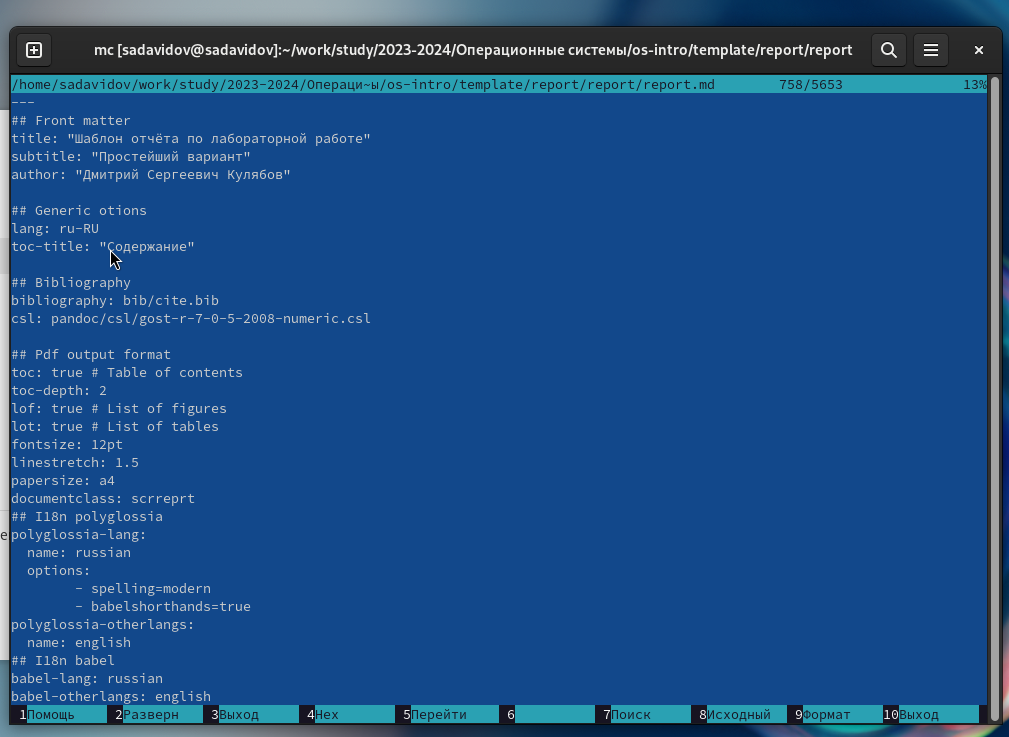 mc [sadavidov@sadavidov]:~/work/study/2023-2024/Операционные системы/os-intro/template/report/report
/home/sadavidov/work/study/2023-2024/Операци~ы/os-intro/template/report/report/report.md 758/5653 13%
---
## Front matter
title: "Шаблон отчёта по лабораторной работе"
subtitle: "Простейший вариант"
author: "Дмитрий Сергеевич Кулябов"
## Generic otions
lang: ru-RU
toc-title: "Содержание"
## Bibliography
bibliography: bib/cite.bib
csl: pandoc/csl/gost-r-7-0-5-2008-numeric.csl
## Pdf output format
toc: true # Table of contents
toc-depth: 2
lof: true # List of figures
lot: true # List of tables
fontsize: 12pt
linestretch: 1.5
papersize: a4
documentclass: scrreprt
## I18n polyglossia
polyglossia-lang:
  name: russian
  options:
        - spelling=modern
        - babelshorthands=true
polyglossia-otherlangs:
  name: english
## I18n babel
babel-lang: russian
babel-otherlangs: english
1Помощь 2Разверн 3Выход 4Hex 5Перейти 6 7Поиск 8Исходный 9Формат 10Выход